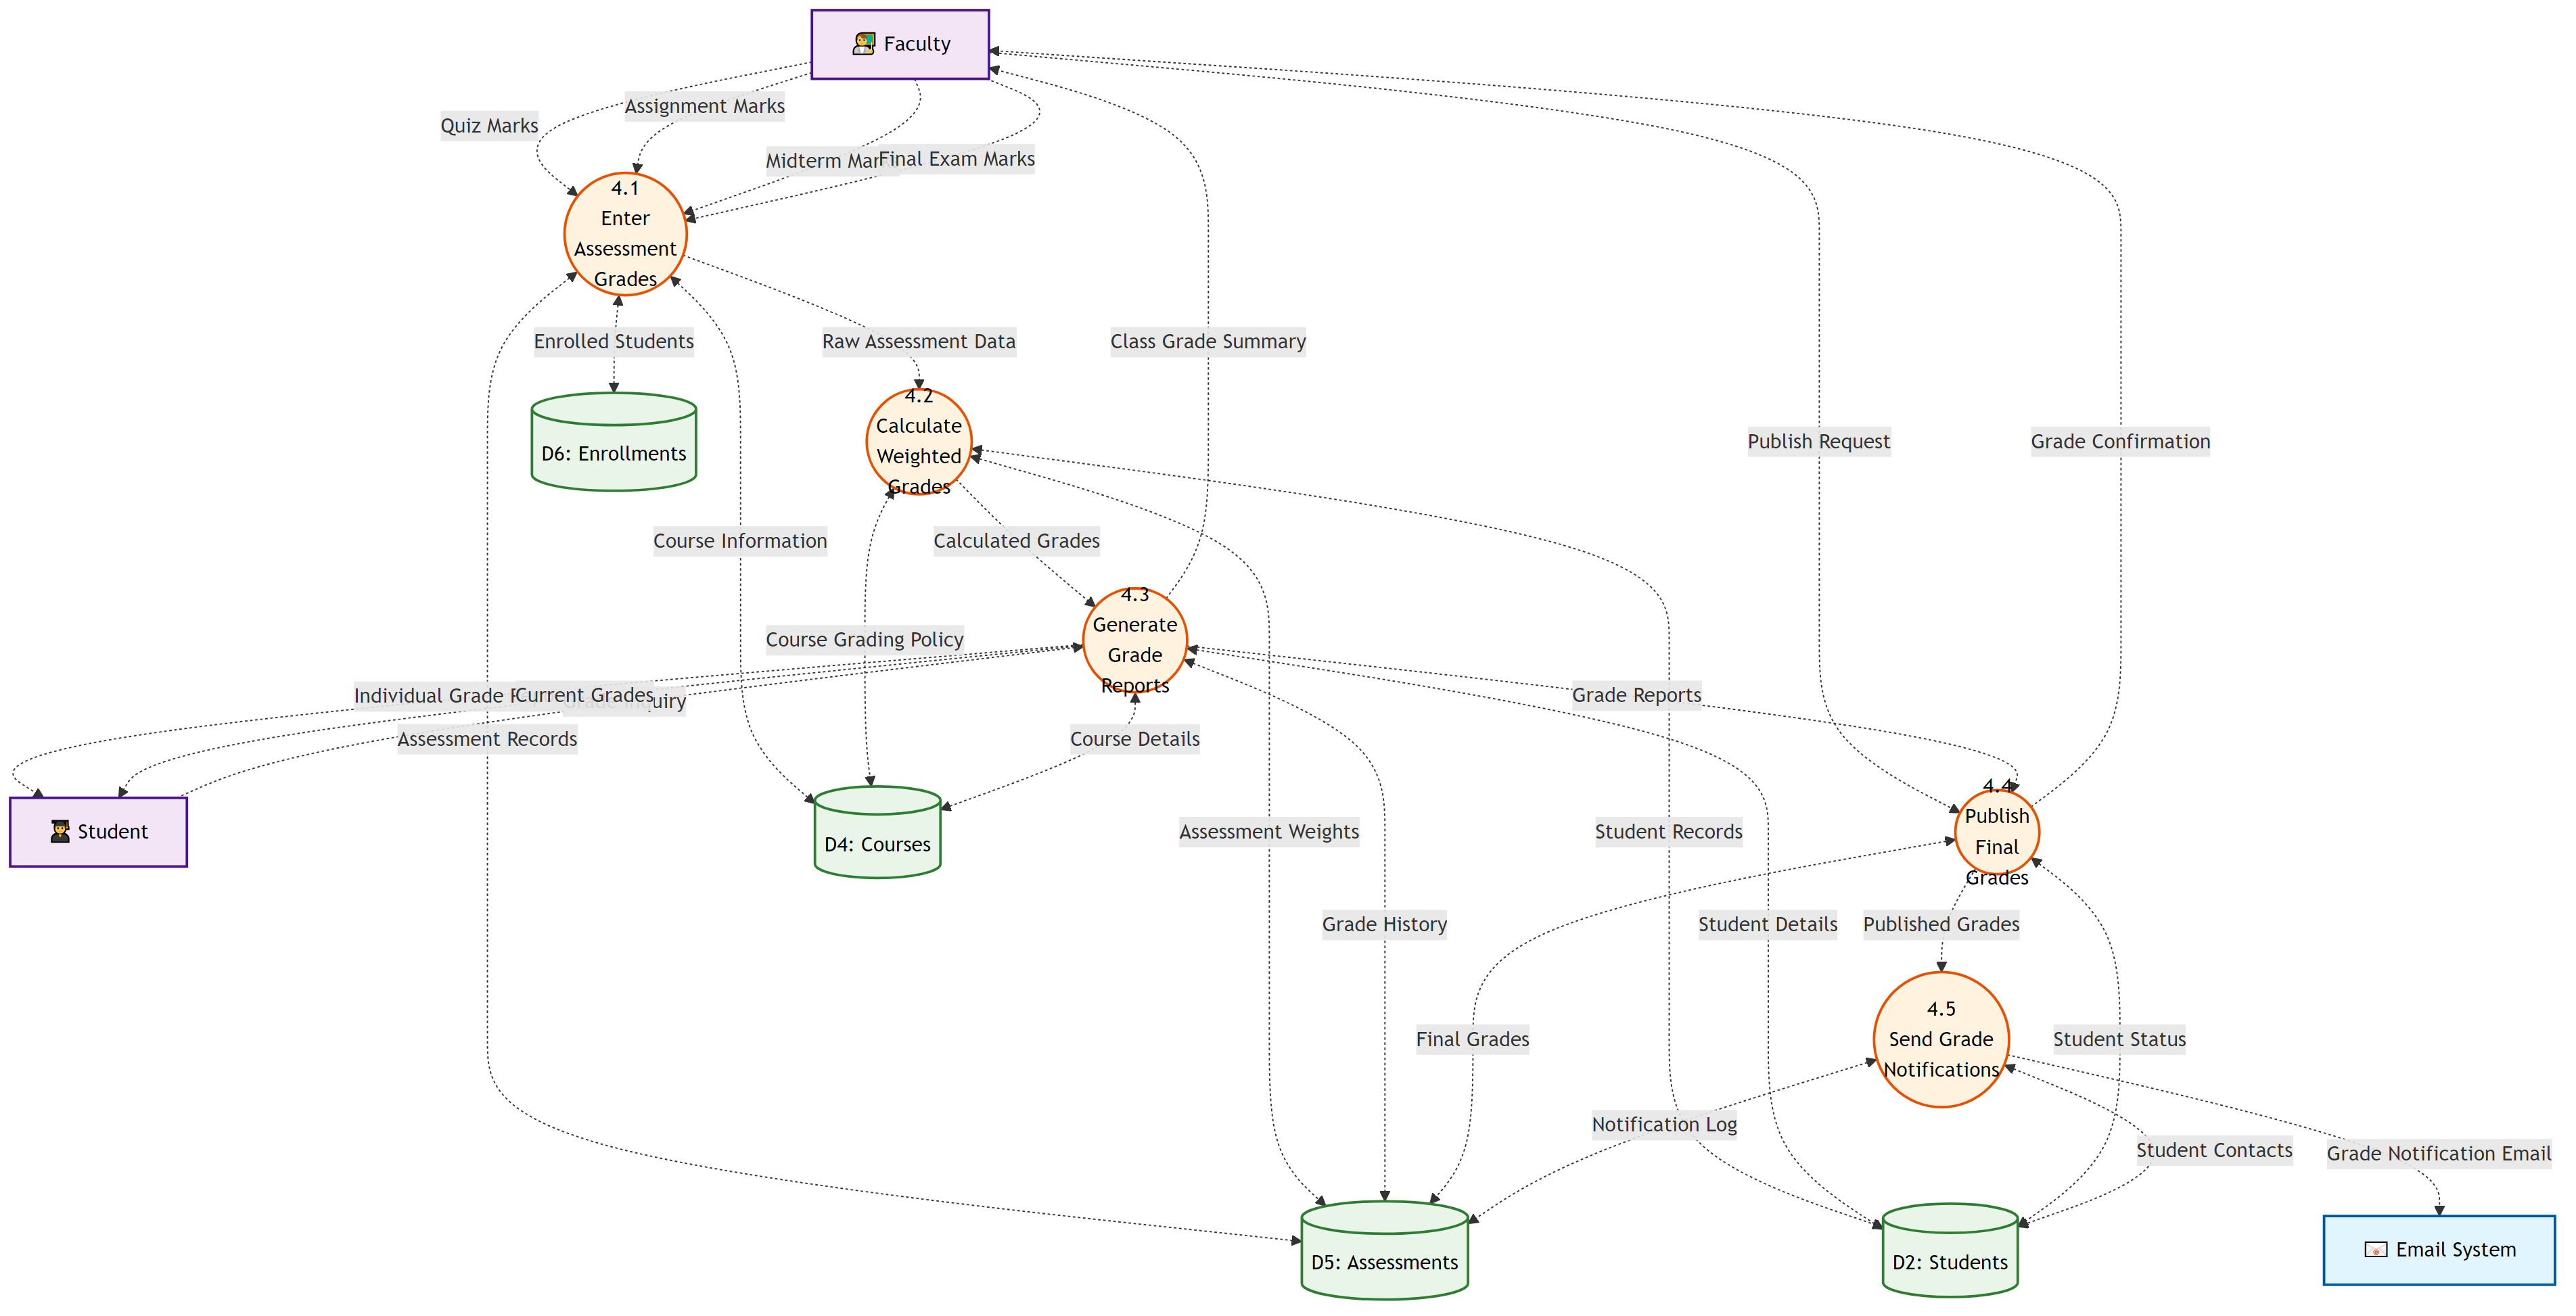 Faculty
Assignment Marks
Quiz Marks
Midterm
Final Exam Marks
4.1
Enter
Assessment
Grades
Enrolled Students
Raw Assessment Data
Class Grade Summary
4.2
Calculate
Weighted
Grades
Publish Request
Grade Confirmation
D6: Enrollments
Course Information
Calculated Grades
4.3
Generate
Grade
Reports
Course Grading Policy
Individual Grade
Current Grades
Grade Reports
Assessment Records
Course Details
4.4
Publish
Final
Grades
Student
D4: Courses
Assessment Weights
Student Records
Grade History
Student Details
Published Grades
4.5
Send Grade
Notifications
Final Grades
Student Status
Notification Log
Student Contacts
Grade Notification Email
D5: Assessments
D2: Students
Email System